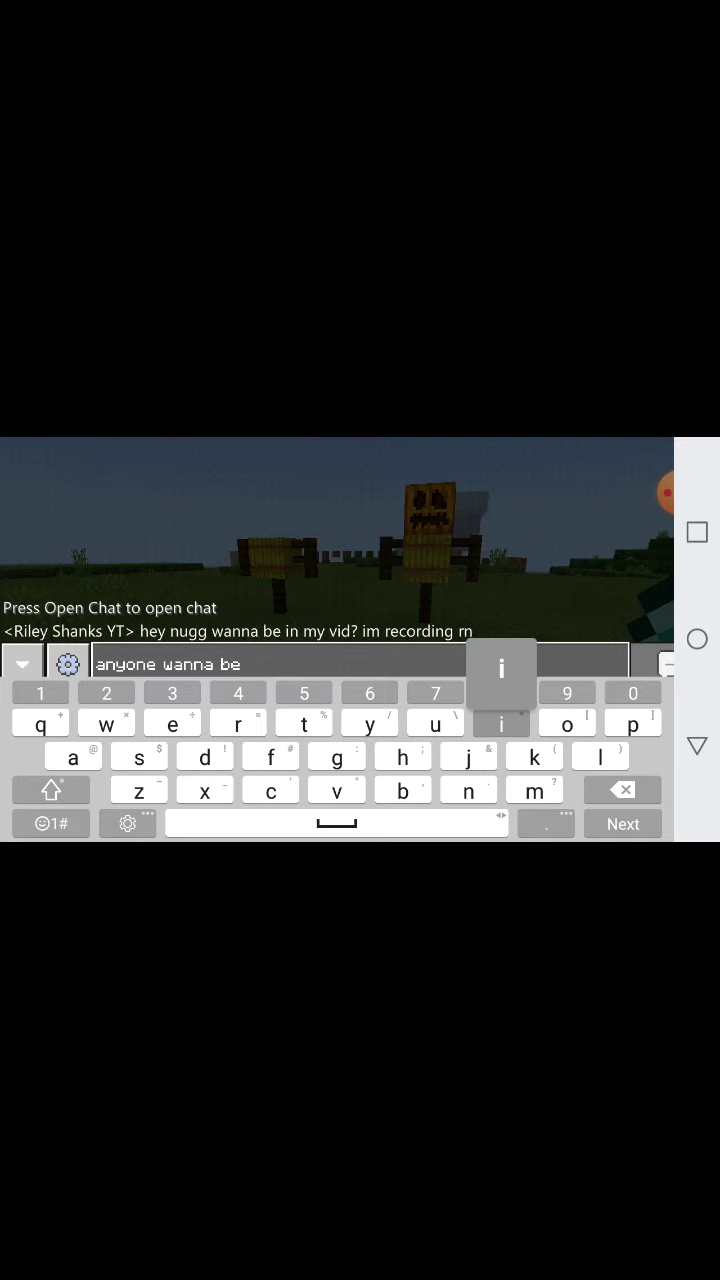 Press Open Chat to open chat
<Riley Shanks YT> hey nugg wanna be in my vid? im recording rn
anyone wanna be
i
1 2 3 4 5 6 7 9 0
q + w × e ÷ r = t % y / u \ i * o [ p ]
a @ s $ d ! f # g : h ; j & k ( l )
z x - c ' v b , n . m ?
☺1# . Next